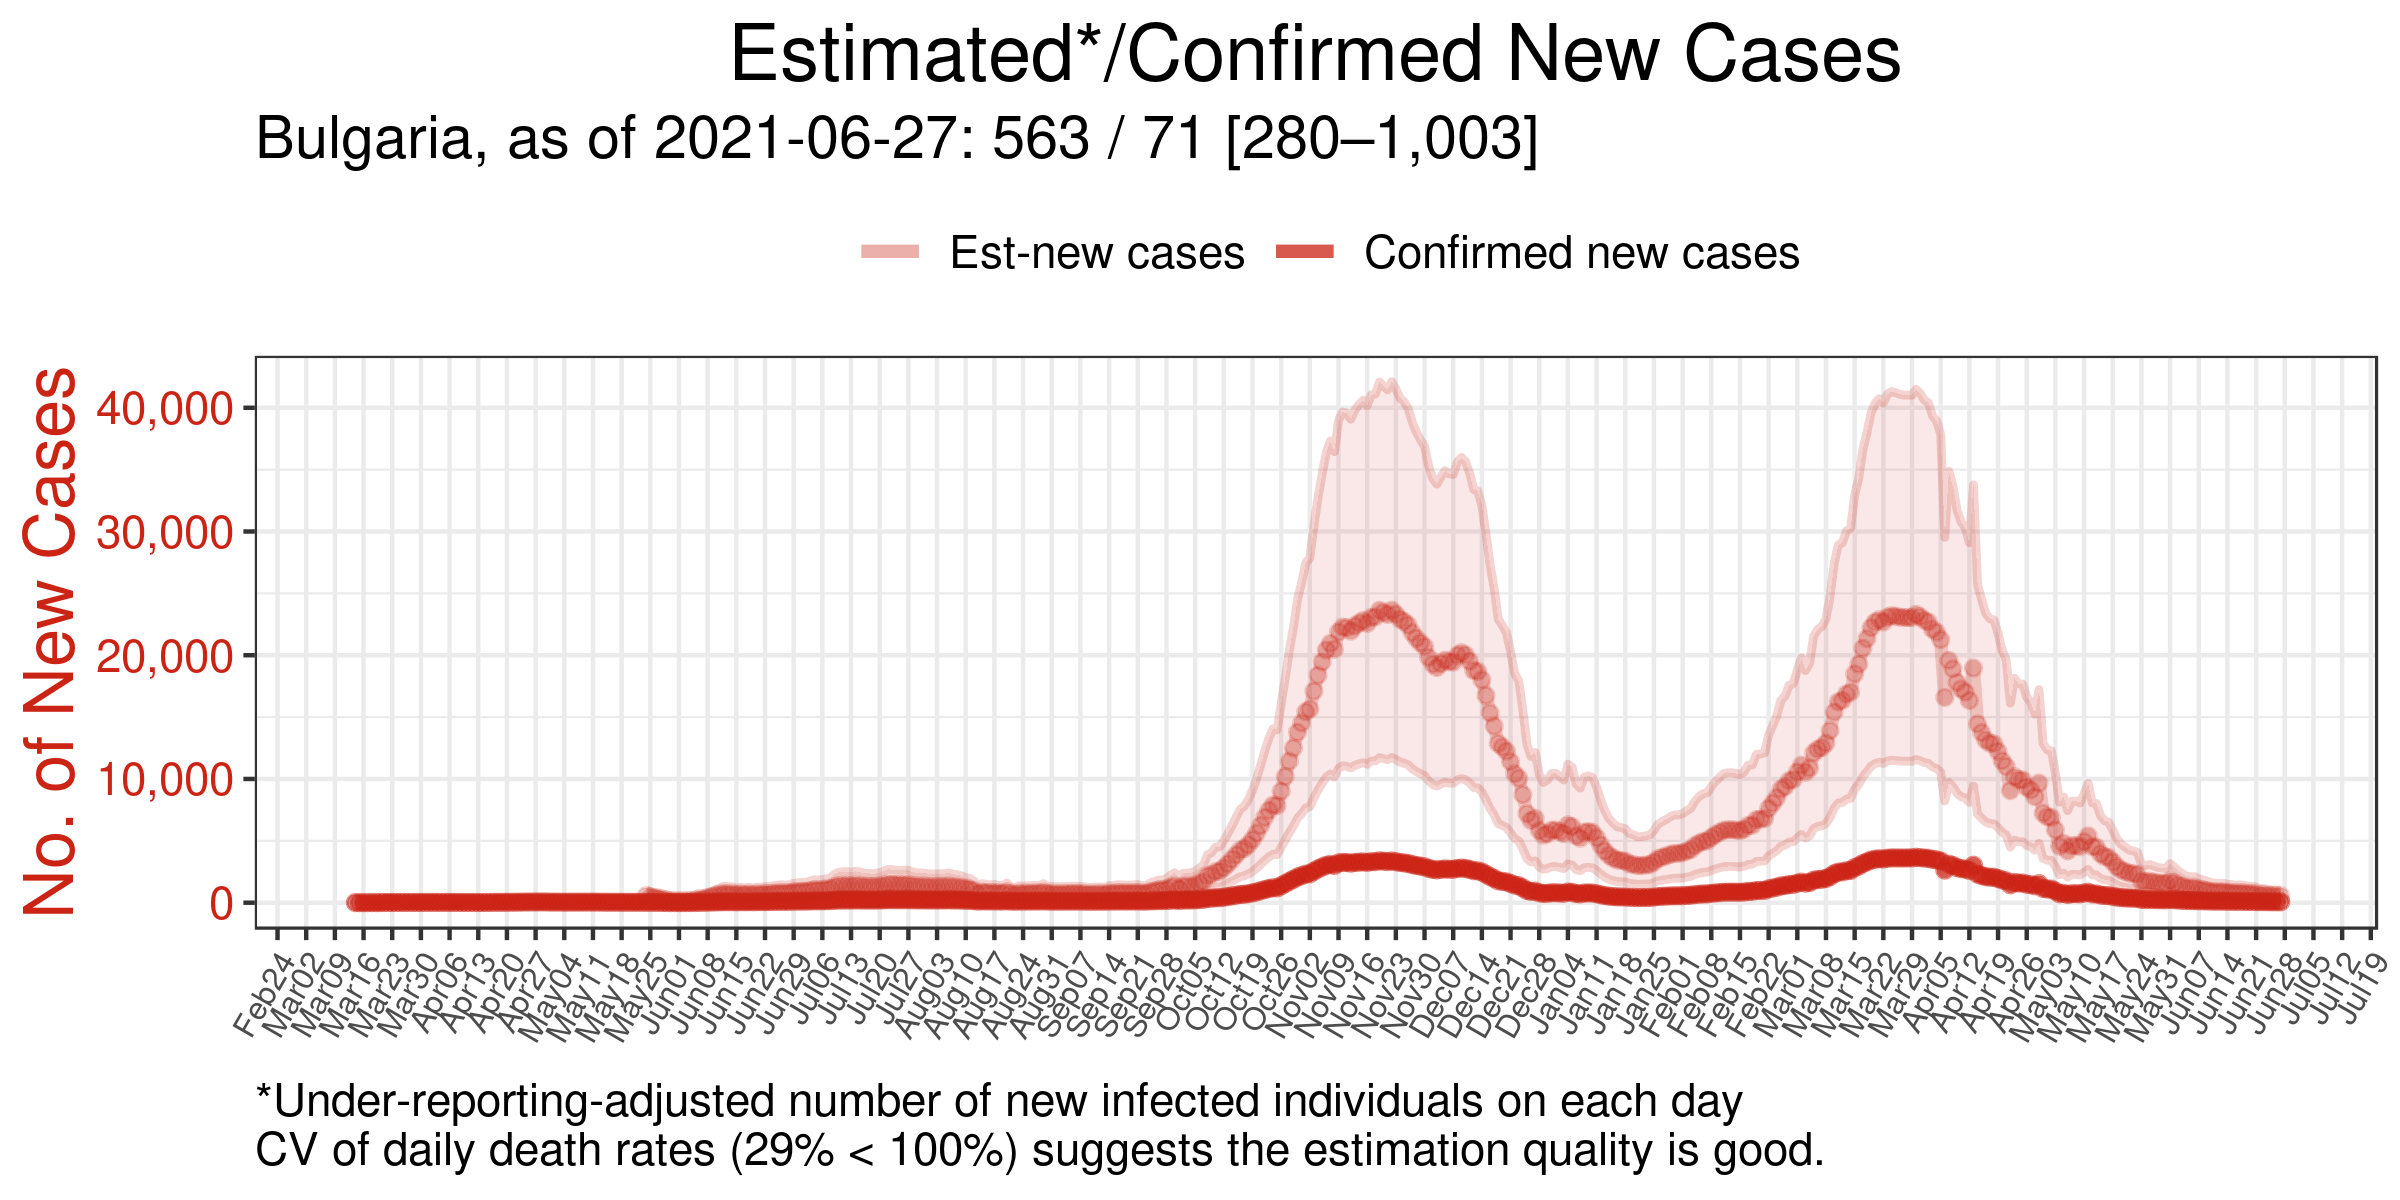 Estimated*/Confirmed New Cases
Bulgaria, as of 2021-06-27: 563 / 71 [280–1,003]
Est-new cases Confirmed new cases
No. of New Cases
40,000
30,000
20,000
10,000
0
Feb24 Mar02 Mar09 Mar16 Mar23 Mar30 Apr06 Apr13 Apr20 Apr27 May04 May11 May18 May25 Jun01 Jun08 Jun15 Jun22 Jun29 Jul06 Jul13 Jul20 Jul27 Aug03 Aug10 Aug17 Aug24 Aug31 Sep07 Sep14 Sep21 Sep28 Oct05 Oct12 Oct19 Oct26 Nov02 Nov09 Nov16 Nov23 Nov30 Dec07 Dec14 Dec21 Dec28 Jan04 Jan11 Jan18 Jan25 Feb01 Feb08 Feb15 Feb22 Mar01 Mar08 Mar15 Mar22 Mar29 Apr05 Apr12 Apr19 Apr26 May03 May10 May17 May24 May31 Jun07 Jun14 Jun21 Jun28 Jul05 Jul12 Jul19
*Under-reporting-adjusted number of new infected individuals on each day
CV of daily death rates (29% < 100%) suggests the estimation quality is good.